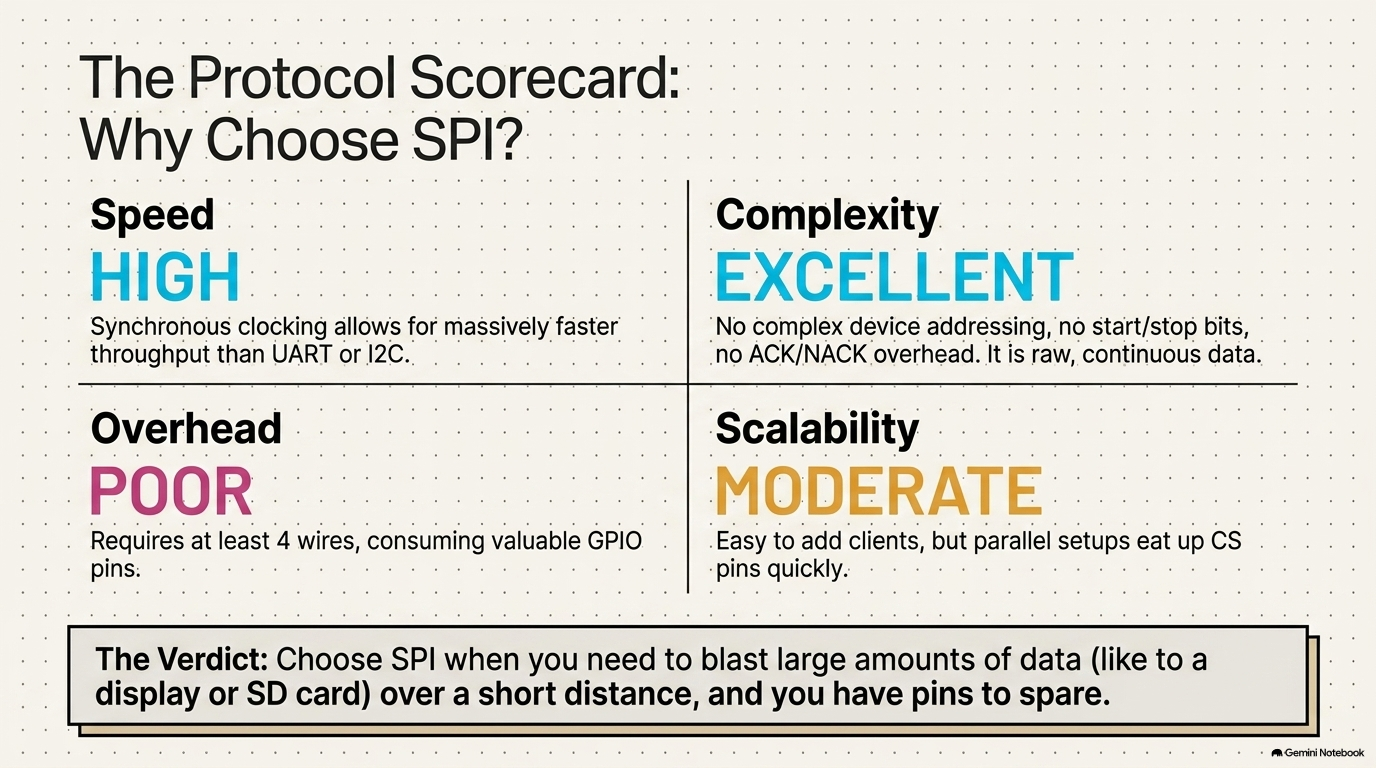 The Protocol Scorecard:
Why Choose SPI?
Speed
HIGH
Synchronous clocking allows for massively faster
throughput than UART or I2C.
Complexity
EXCELLENT
No complex device addressing, no start/stop bits,
no ACK/NACK overhead. It is raw, continuous data.
Overhead
POOR
Requires at least 4 wires, consuming valuable GPIO
pins.
Scalability
MODERATE
Easy to add clients, but parallel setups eat up CS
pins quickly.
The Verdict: Choose SPI when you need to blast large amounts of data (like to a
display or SD card) over a short distance, and you have pins to spare.
Gemini Notebook